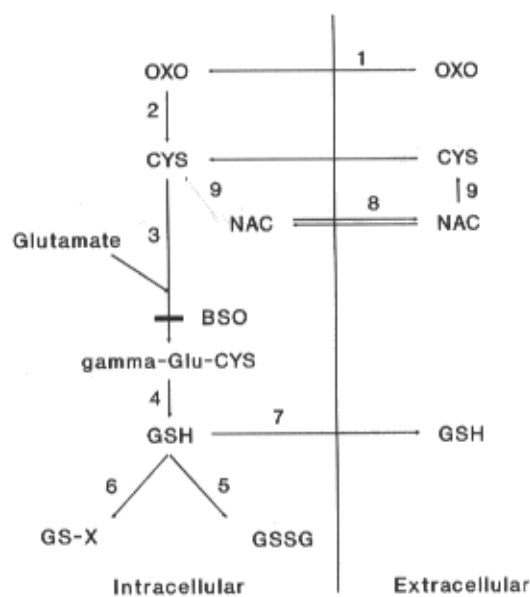 1
OXO OXO
2
CYS CYS
9 9
8
NAC NAC
3
Glutamate
BSO
gamma-Glu-CYS
4
7
GSH GSH
6 5
GS-X GSSG
Intracellular Extracellular